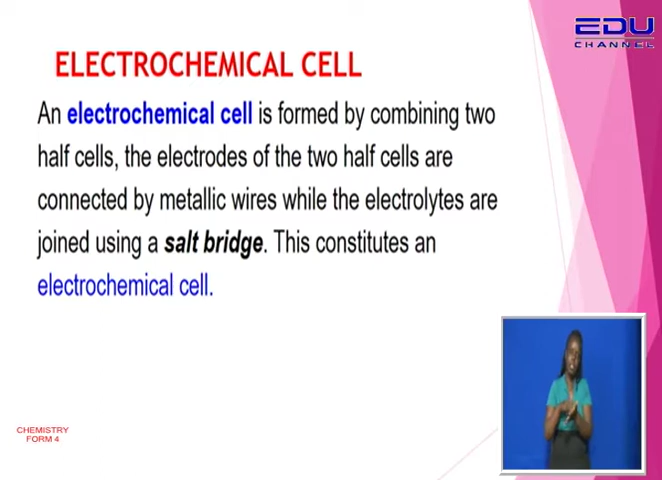 EDU
CHANNEL
ELECTROCHEMICAL CELL
An electrochemical cell is formed by combining two
half cells, the electrodes of the two half cells are
connected by metallic wires while the electrolytes are
joined using a salt bridge. This constitutes an
electrochemical cell.
CHEMISTRY
FORM 4